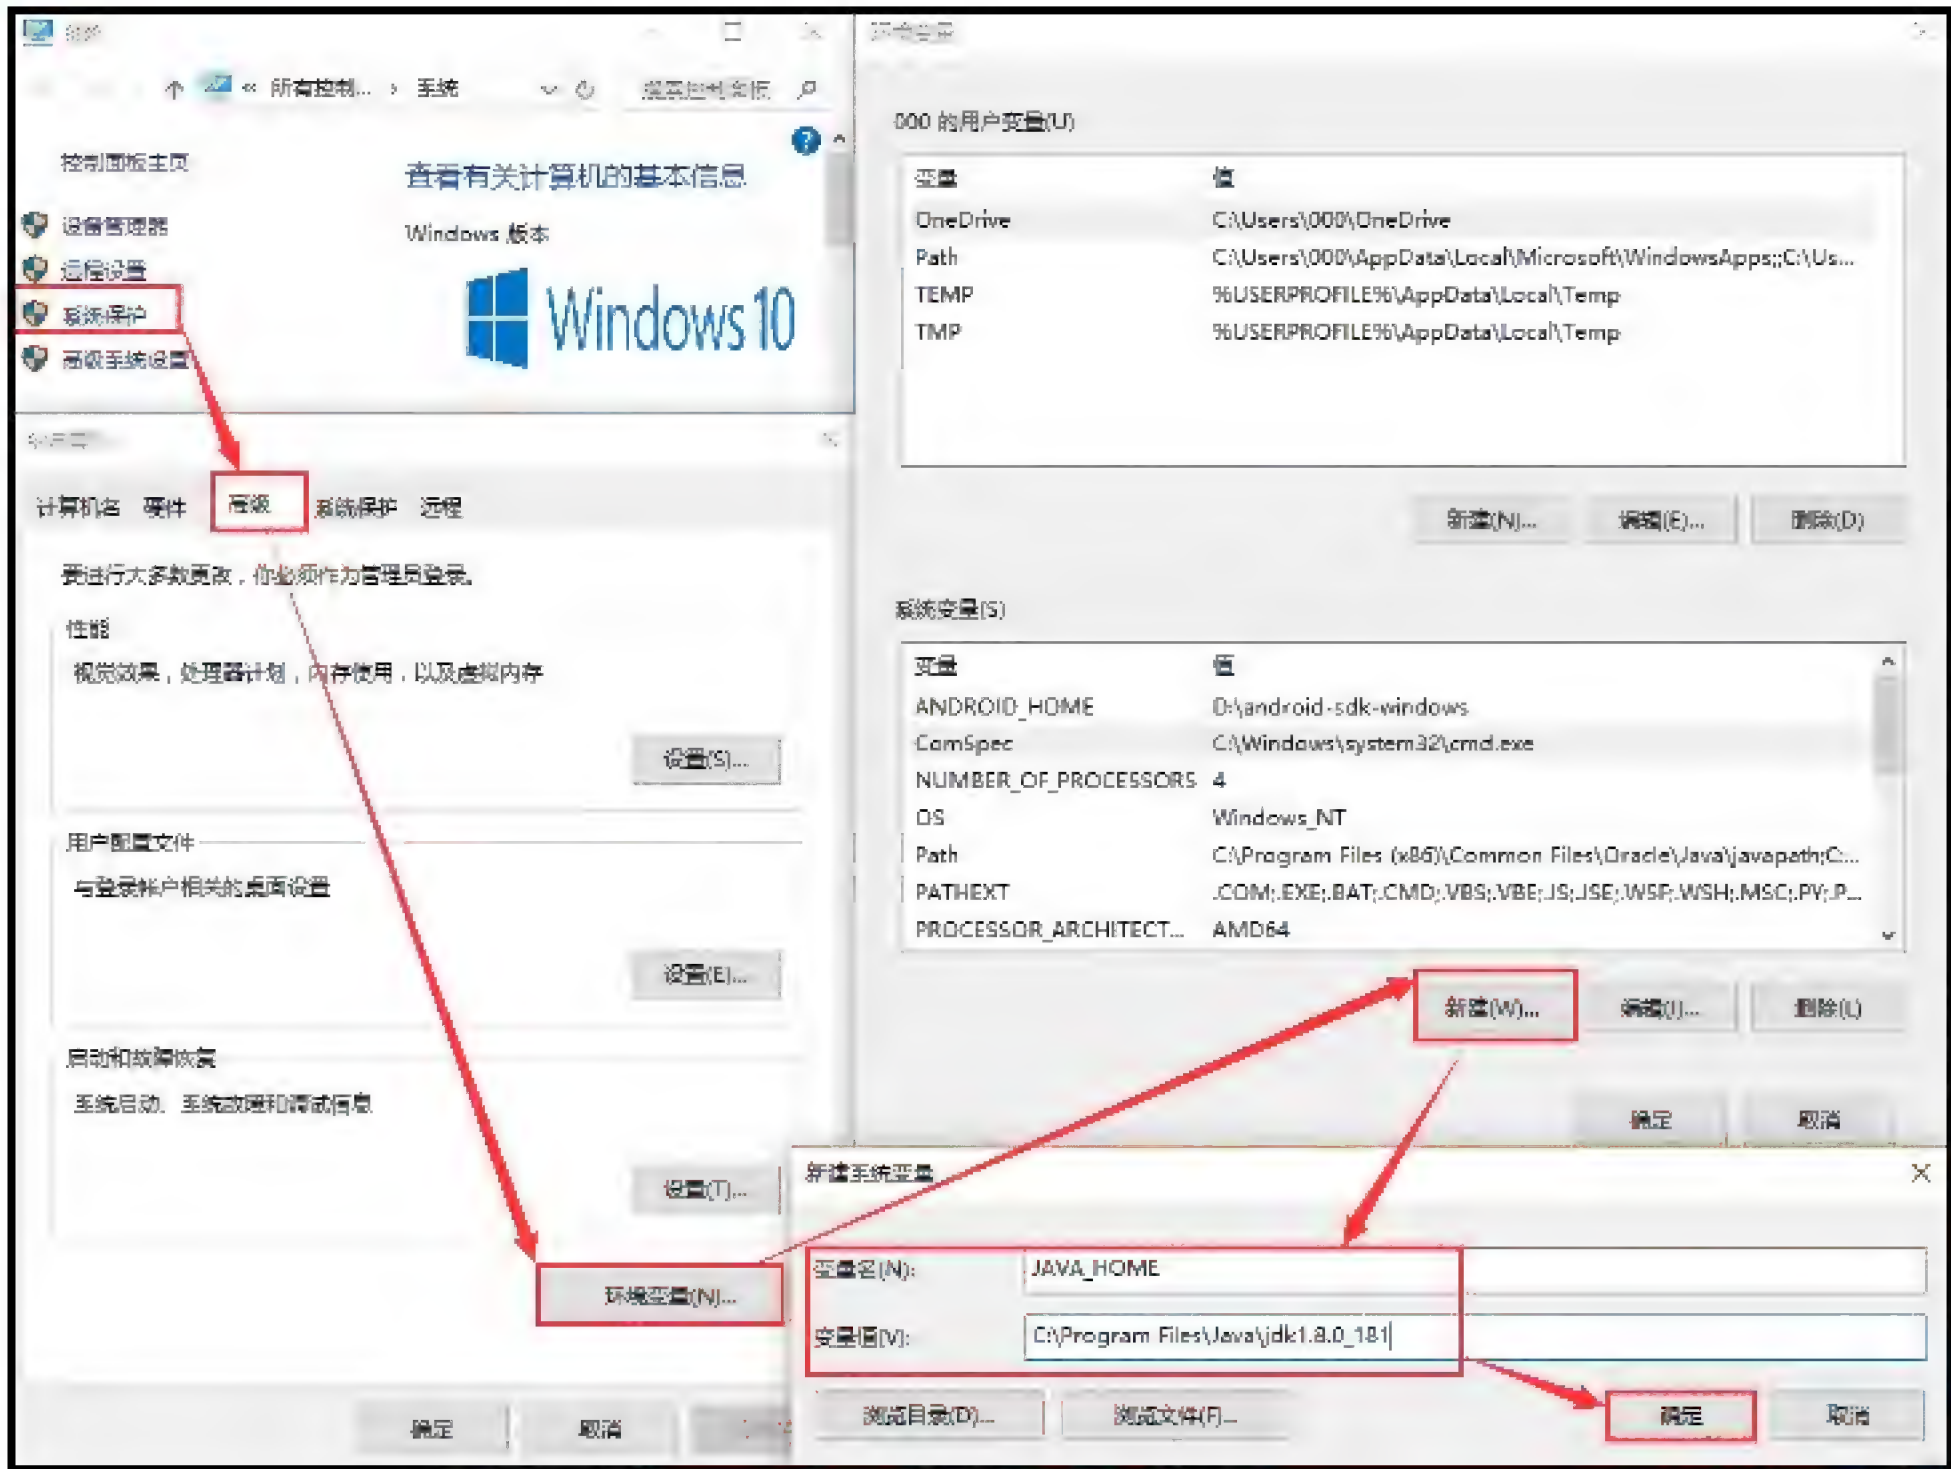 所有控制... › 系统
搜索控制面板
控制面板主页
设备管理器
远程设置
系统保护
高级系统设置
查看有关计算机的基本信息
Windows 版本
Windows 10
计算机名 硬件 高级 系统保护 远程
要进行大多数更改，你必须作为管理员登录。
性能
视觉效果，处理器计划，内存使用，以及虚拟内存
设置(S)...
用户配置文件
与登录帐户相关的桌面设置
设置(E)...
启动和故障恢复
系统启动、系统故障和调试信息
设置(T)...
环境变量(N)...
确定 取消
环境变量
000 的用户变量(U)
变量 值
OneDrive C:\Users\000\OneDrive
Path C:\Users\000\AppData\Local\Microsoft\WindowsApps;;C:\Us...
TEMP %USERPROFILE%\AppData\Local\Temp
TMP %USERPROFILE%\AppData\Local\Temp
新建(N)... 编辑(E)... 删除(D)
系统变量(S)
变量 值
ANDROID_HOME D:\android-sdk-windows
ComSpec C:\Windows\system32\cmd.exe
NUMBER_OF_PROCESSORS 4
OS Windows_NT
Path C:\Program Files (x86)\Common Files\Oracle\Java\javapath;C:...
PATHEXT .COM;.EXE;.BAT;.CMD;.VBS;.VBE;.JS;.JSE;.WSF;.WSH;.MSC;.PY;.P...
PROCESSOR_ARCHITECT... AMD64
新建(W)... 编辑(I)... 删除(L)
确定 取消
新建系统变量
变量名(N): JAVA_HOME
变量值(V): C:\Program Files\Java\jdk1.8.0_181
浏览目录(D)... 浏览文件(F)... 确定 取消